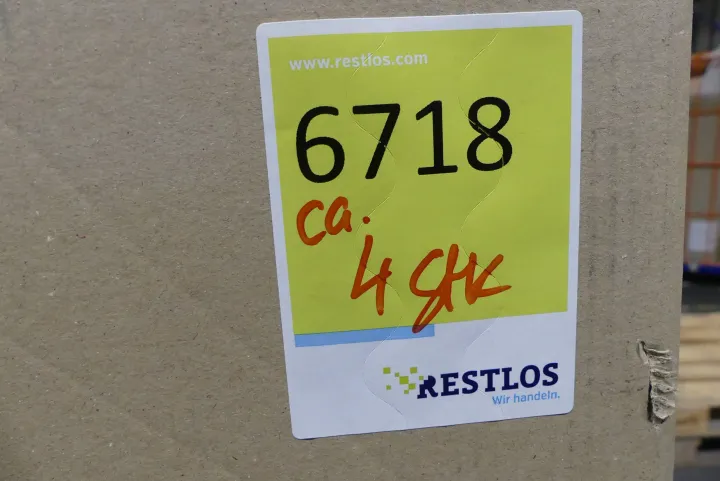 www.restlos.com
6718
ca.
4 Stk
RESTLOS
Wir handeln.